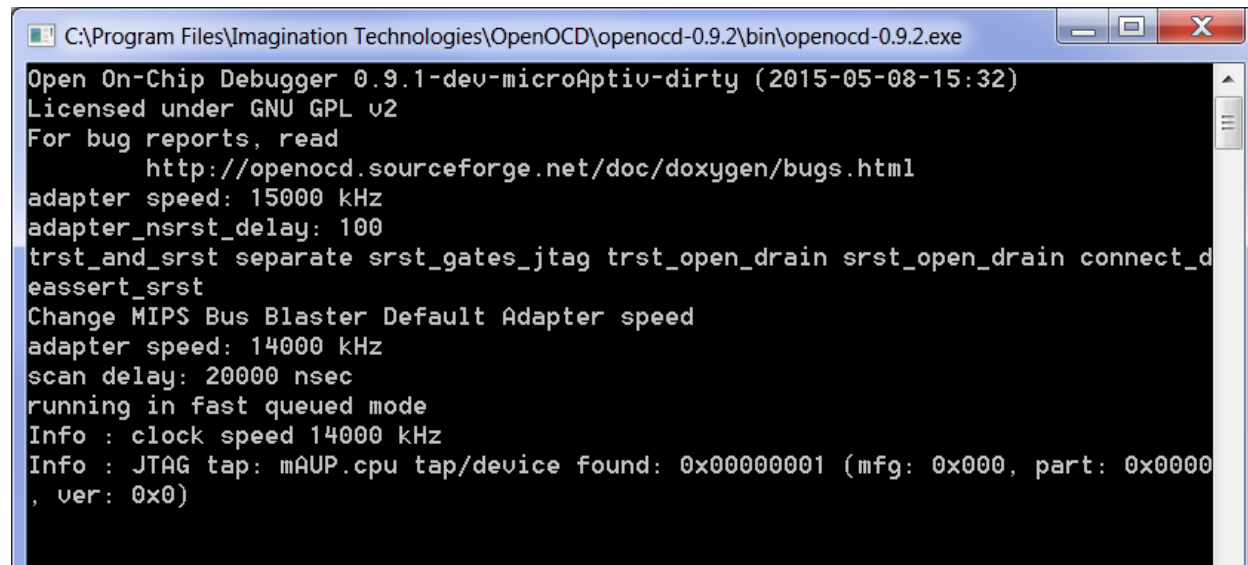 C:\Program Files\Imagination Technologies\OpenOCD\openocd-0.9.2\bin\openocd-0.9.2.exe
Open On-Chip Debugger 0.9.1-dev-microAptiv-dirty (2015-05-08-15:32)
Licensed under GNU GPL v2
For bug reports, read
        http://openocd.sourceforge.net/doc/doxygen/bugs.html
adapter speed: 15000 kHz
adapter_nsrst_delay: 100
trst_and_srst separate srst_gates_jtag trst_open_drain srst_open_drain connect_d
eassert_srst
Change MIPS Bus Blaster Default Adapter speed
adapter speed: 14000 kHz
scan delay: 20000 nsec
running in fast queued mode
Info : clock speed 14000 kHz
Info : JTAG tap: mAUP.cpu tap/device found: 0x00000001 (mfg: 0x000, part: 0x0000
, ver: 0x0)